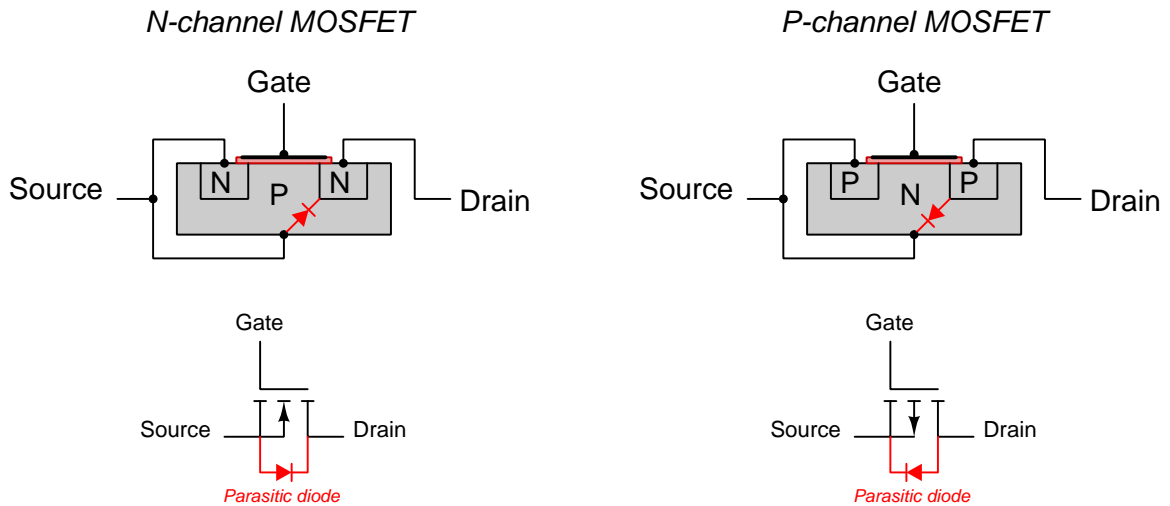 N-channel MOSFET
P-channel MOSFET
Gate
Gate
N
N
P
P
Source
P
Drain
Source
N
Drain
Gate
Gate
Source
Drain
Source
Drain
Parasitic diode
Parasitic diode